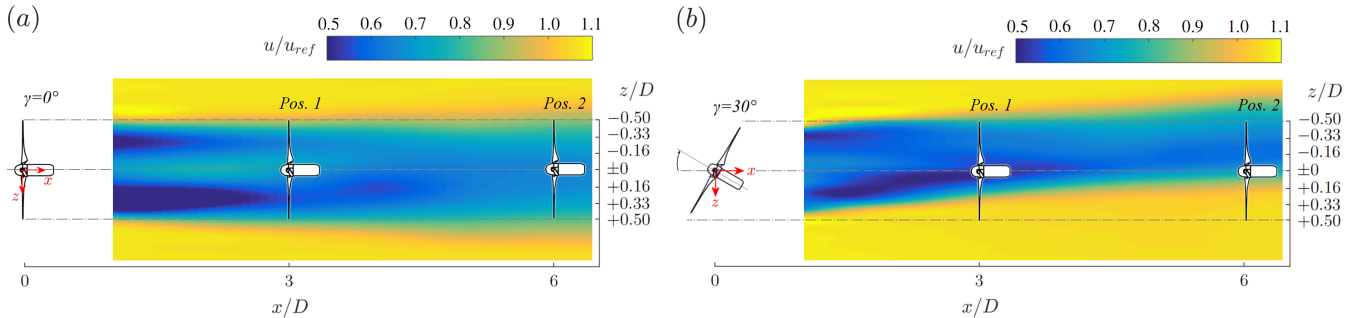 (a)
0.5 0.6 0.7 0.8 0.9 1.0 1.1
u/u_ref
γ=0°
Pos. 1
Pos. 2
z/D
−0.50
−0.33
−0.16
±0
+0.16
+0.33
+0.50
x
z
0 3 6
x/D
(b)
0.5 0.6 0.7 0.8 0.9 1.0 1.1
u/u_ref
γ=30°
Pos. 1
Pos. 2
z/D
−0.50
−0.33
−0.16
±0
+0.16
+0.33
+0.50
x
z
0 3 6
x/D